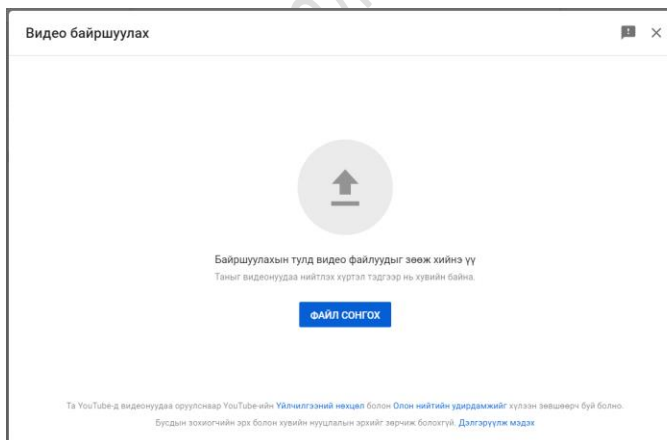 Видео байршуулах
Байршуулахын тулд видео файлуудыг зөөж хийнэ үү
Таныг видеонуудаа нийтлэх хүртэл тэдгээр нь хувийн байна.
ФАЙЛ СОНГОХ
Та YouTube-д видеонуудаа оруулснаар YouTube-ийн Үйлчилгээний нөхцөл болон Олон нийтийн удирдамжийг хүлээн зөвшөөрч буй болно.
Бусдын зохиогчийн эрх болон хувийн нууцлалын эрхийг зөрчиж болохгүй. Дэлгэрүүлж мэдэх